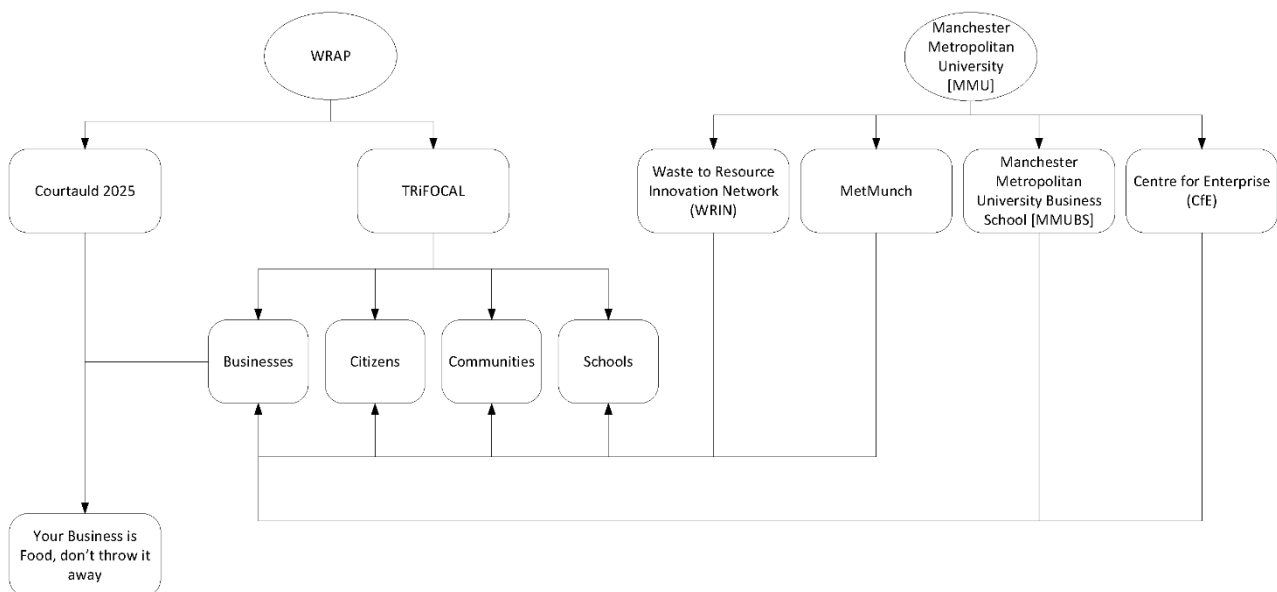 WRAP
Manchester
Metropolitan
University
[MMU]
Courtauld 2025
TRiFOCAL
Waste to Resource
Innovation Network
(WRIN)
MetMunch
Manchester
Metropolitan
University Business
School [MMUBS]
Centre for Enterprise
(CfE)
Businesses
Citizens
Communities
Schools
Your Business is
Food, don’t throw it
away